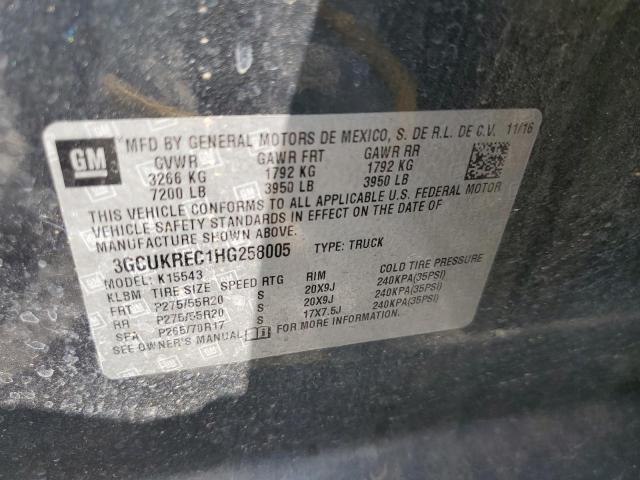 GM
MFD BY GENERAL MOTORS DE MEXICO, S. DE R.L. DE C.V. 11/16
GVWR GAWR FRT GAWR RR
3266 KG 1792 KG 1792 KG
7200 LB 3950 LB 3950 LB
THIS VEHICLE CONFORMS TO ALL APPLICABLE U.S. FEDERAL MOTOR
VEHICLE SAFETY STANDARDS IN EFFECT ON THE DATE OF
MANUFACTURE SHOWN ABOVE.
3GCUKREC1HG258005 TYPE: TRUCK
MODEL: K15543
KLBM TIRE SIZE SPEED RTG RIM COLD TIRE PRESSURE
FRT P275/55R20 S 20X9J 240KPA(35PSI)
RR P275/55R20 S 20X9J 240KPA(35PSI)
SPA P265/70R17 S 17X7.5J 240KPA(35PSI)
SEE OWNER'S MANUAL FOR MORE INFORMATION.